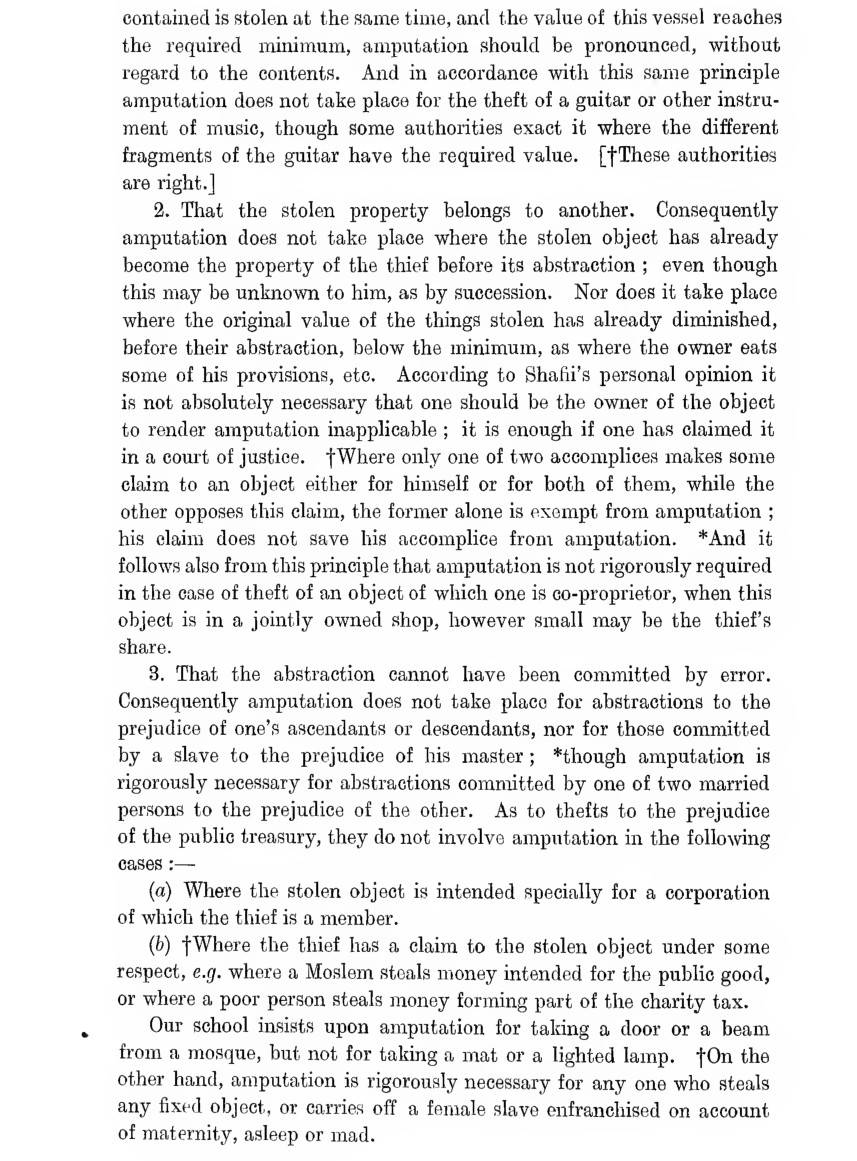 contained is stolen at the same time, and the value of this vessel reaches
the required minimum, amputation should be pronounced, without
regard to the contents. And in accordance with this same principle
amputation does not take place for the theft of a guitar or other instru-
ment of music, though some authorities exact it where the different
fragments of the guitar have the required value. [†These authorities
are right.]
2. That the stolen property belongs to another. Consequently
amputation does not take place where the stolen object has already
become the property of the thief before its abstraction ; even though
this may be unknown to him, as by succession. Nor does it take place
where the original value of the things stolen has already diminished,
before their abstraction, below the minimum, as where the owner eats
some of his provisions, etc. According to Shafii's personal opinion it
is not absolutely necessary that one should be the owner of the object
to render amputation inapplicable ; it is enough if one has claimed it
in a court of justice. †Where only one of two accomplices makes some
claim to an object either for himself or for both of them, while the
other opposes this claim, the former alone is exempt from amputation ;
his claim does not save his accomplice from amputation. *And it
follows also from this principle that amputation is not rigorously required
in the case of theft of an object of which one is co-proprietor, when this
object is in a jointly owned shop, however small may be the thief's
share.
3. That the abstraction cannot have been committed by error.
Consequently amputation does not take place for abstractions to the
prejudice of one's ascendants or descendants, nor for those committed
by a slave to the prejudice of his master ; *though amputation is
rigorously necessary for abstractions committed by one of two married
persons to the prejudice of the other. As to thefts to the prejudice
of the public treasury, they do not involve amputation in the following
cases :—
(a) Where the stolen object is intended specially for a corporation
of which the thief is a member.
(b) †Where the thief has a claim to the stolen object under some
respect, e.g. where a Moslem steals money intended for the public good,
or where a poor person steals money forming part of the charity tax.
Our school insists upon amputation for taking a door or a beam
from a mosque, but not for taking a mat or a lighted lamp. †On the
other hand, amputation is rigorously necessary for any one who steals
any fixed object, or carries off a female slave enfranchised on account
of maternity, asleep or mad.